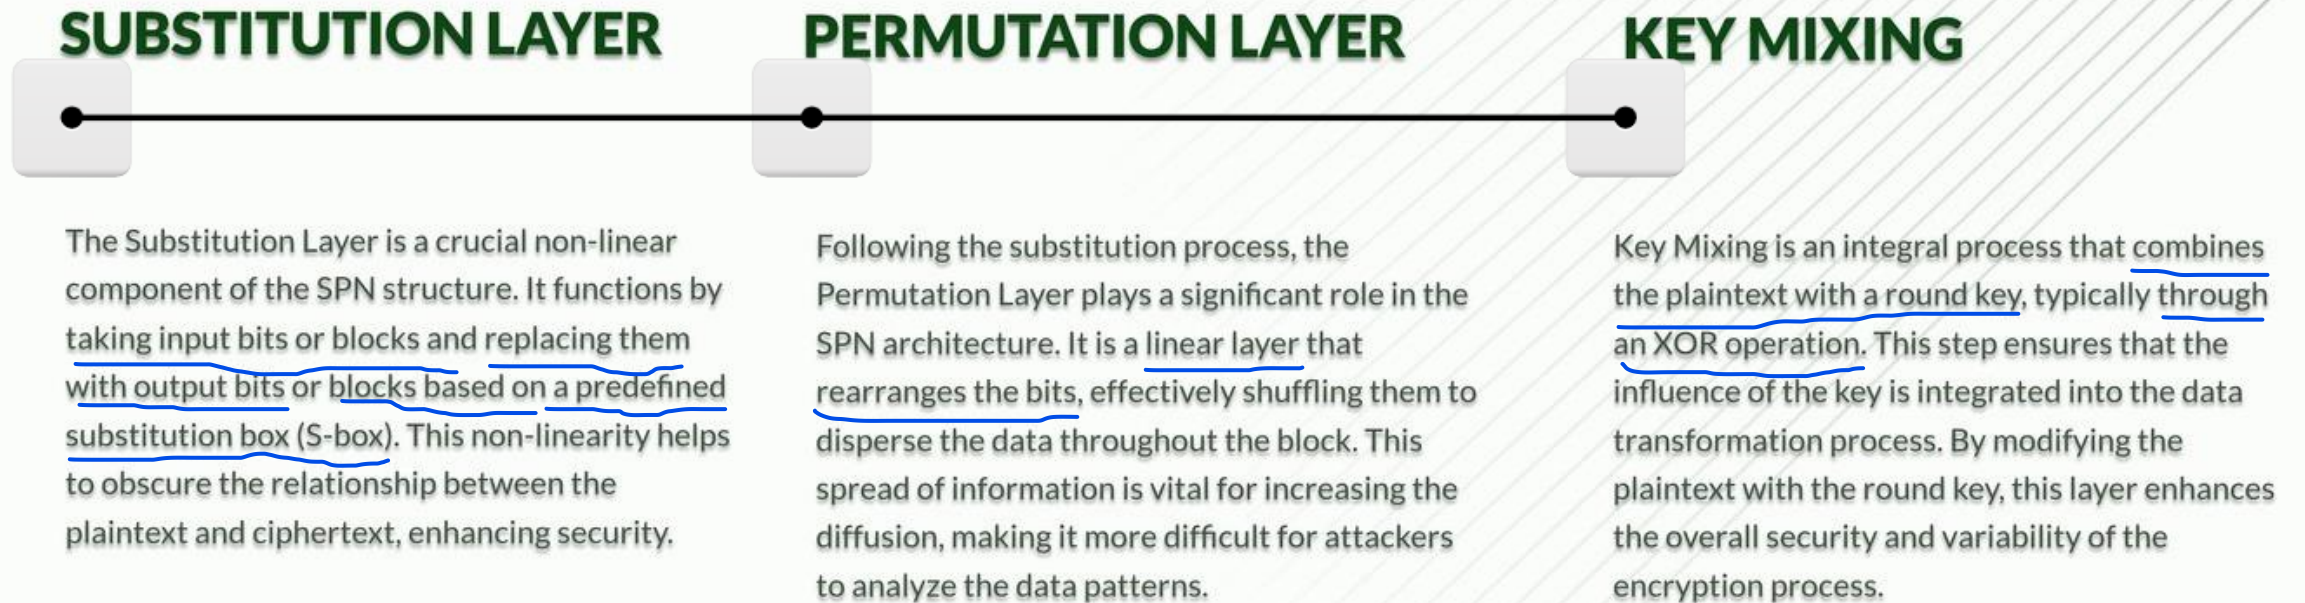 SUBSTITUTION LAYER
The Substitution Layer is a crucial non-linear
component of the SPN structure. It functions by
taking input bits or blocks and replacing them
with output bits or blocks based on a predefined
substitution box (S-box). This non-linearity helps
to obscure the relationship between the
plaintext and ciphertext, enhancing security.
PERMUTATION LAYER
Following the substitution process, the
Permutation Layer plays a significant role in the
SPN architecture. It is a linear layer that
rearranges the bits, effectively shuffling them to
disperse the data throughout the block. This
spread of information is vital for increasing the
diffusion, making it more difficult for attackers
to analyze the data patterns.
KEY MIXING
Key Mixing is an integral process that combines
the plaintext with a round key, typically through
an XOR operation. This step ensures that the
influence of the key is integrated into the data
transformation process. By modifying the
plaintext with the round key, this layer enhances
the overall security and variability of the
encryption process.